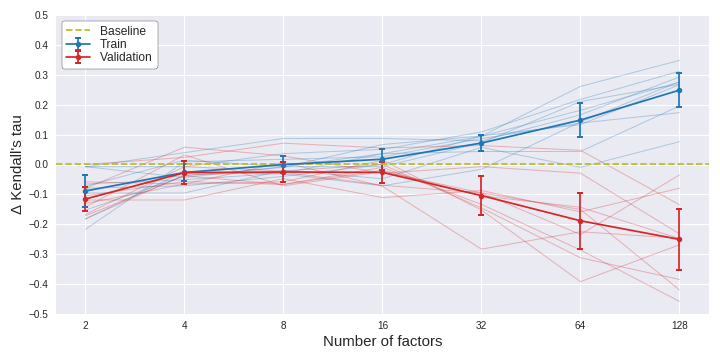 Baseline
Train
Validation
0.5
0.4
0.3
0.2
0.1
0.0
−0.1
−0.2
−0.3
−0.4
−0.5
Δ Kendall's tau
2 4 8 16 32 64 128
Number of factors